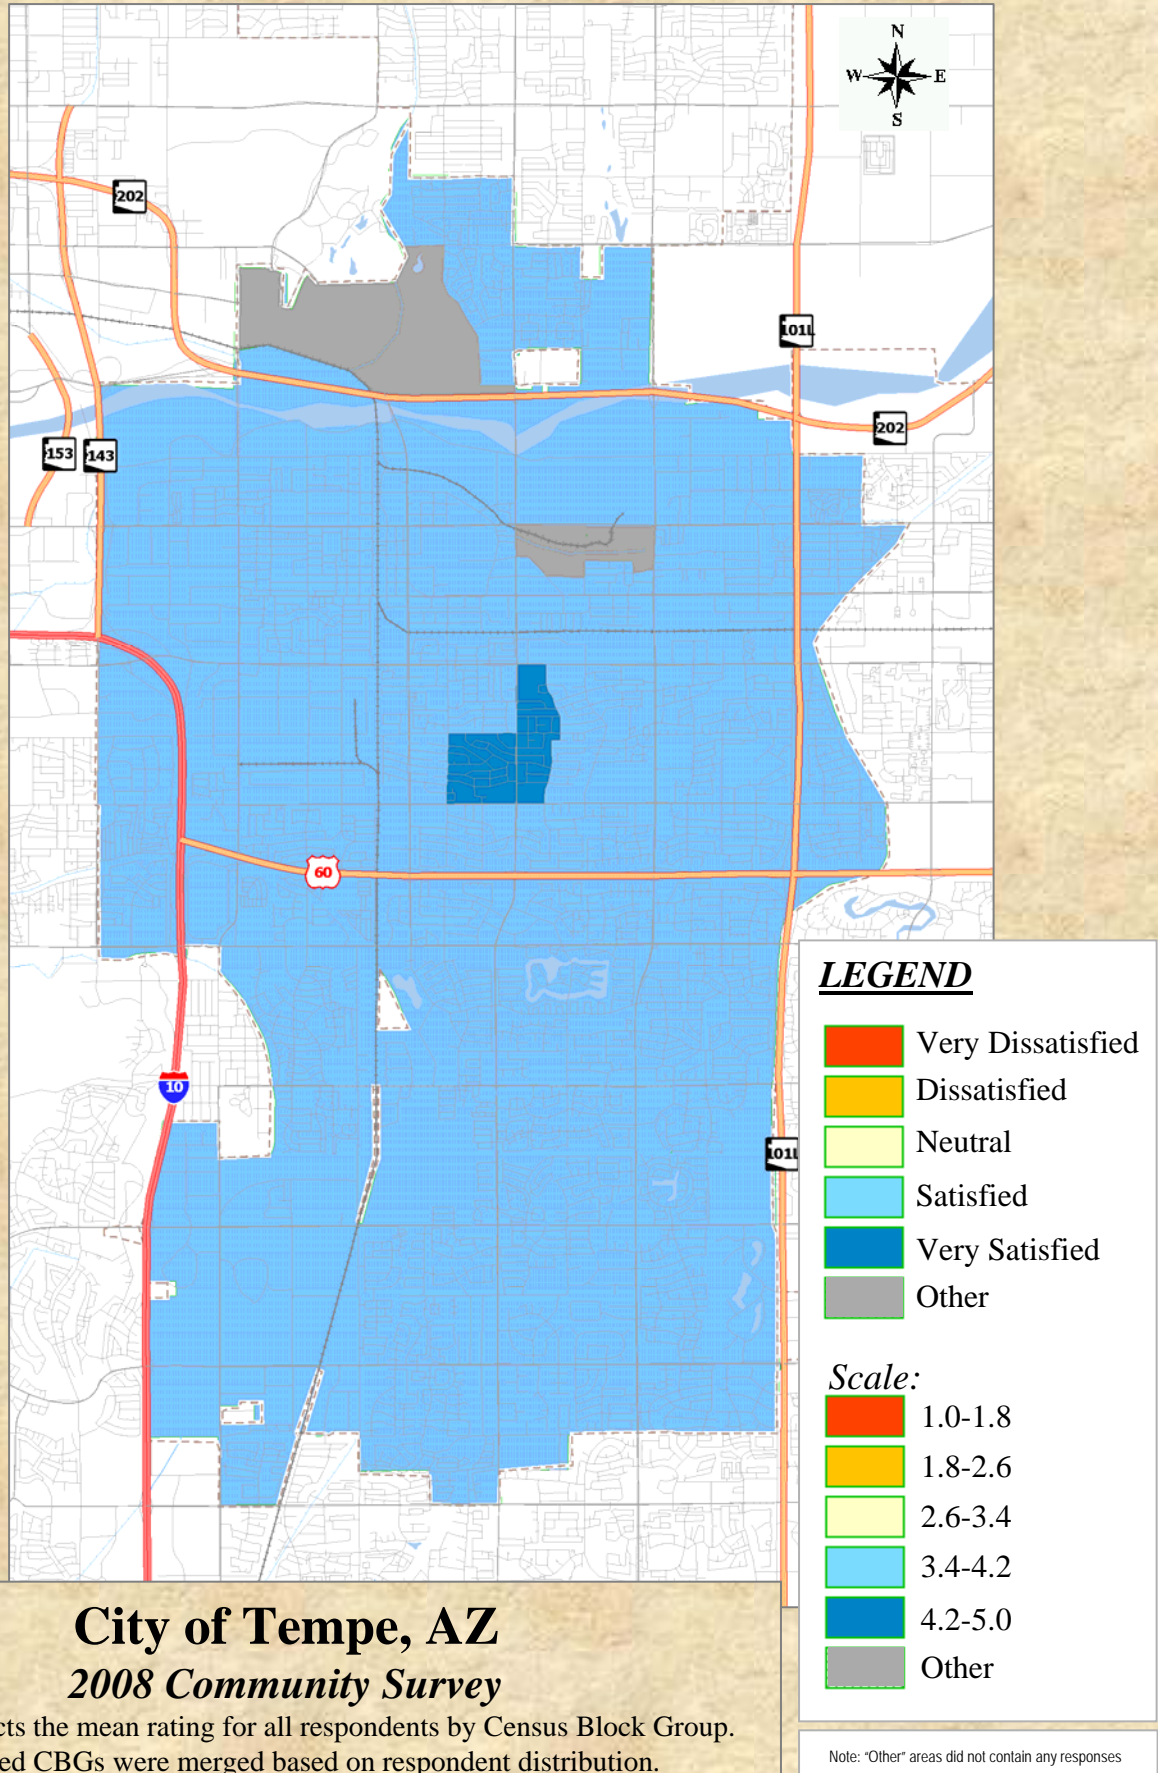 N
W E
S
202
101L
202
153
143
60
10
101L
LEGEND
Very Dissatisfied
Dissatisfied
Neutral
Satisfied
Very Satisfied
Other
Scale:
1.0-1.8
1.8-2.6
2.6-3.4
3.4-4.2
4.2-5.0
Other
City of Tempe, AZ
2008 Community Survey
the mean rating for all respondents by Census Block Group.
CBGs were merged based on respondent distribution.
Note: "Other" areas did not contain any responses